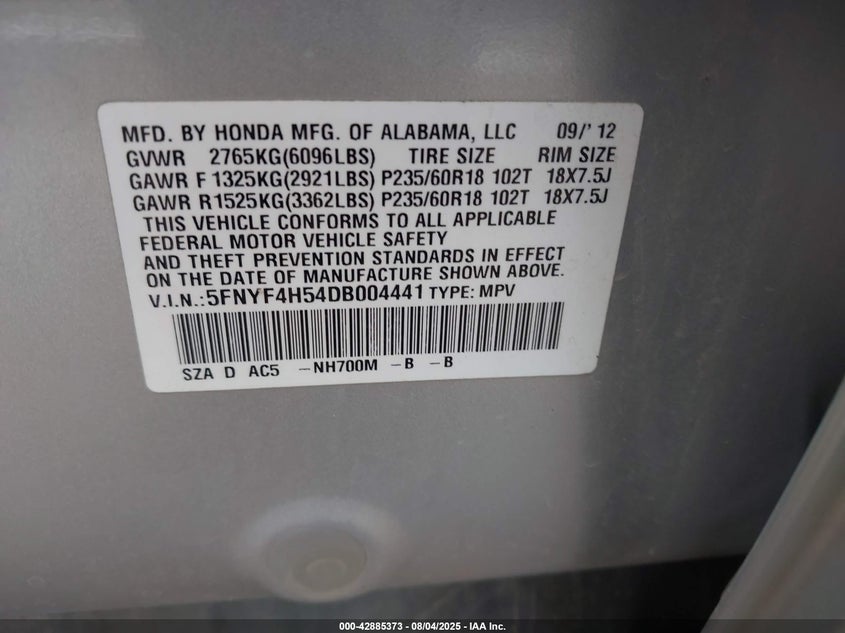 MFD. BY HONDA MFG. OF ALABAMA, LLC 09/' 12
GVWR 2765KG(6096LBS) TIRE SIZE RIM SIZE
GAWR F 1325KG(2921LBS) P235/60R18 102T 18X7.5J
GAWR R1525KG(3362LBS) P235/60R18 102T 18X7.5J
THIS VEHICLE CONFORMS TO ALL APPLICABLE
FEDERAL MOTOR VEHICLE SAFETY
AND THEFT PREVENTION STANDARDS IN EFFECT
ON THE DATE OF MANUFACTURE SHOWN ABOVE.
V.I.N.:5FNYF4H54DB004441 TYPE: MPV
SZA D AC5 -NH700M -B -B
000-42885373 - 08/04/2025 - IAA Inc.